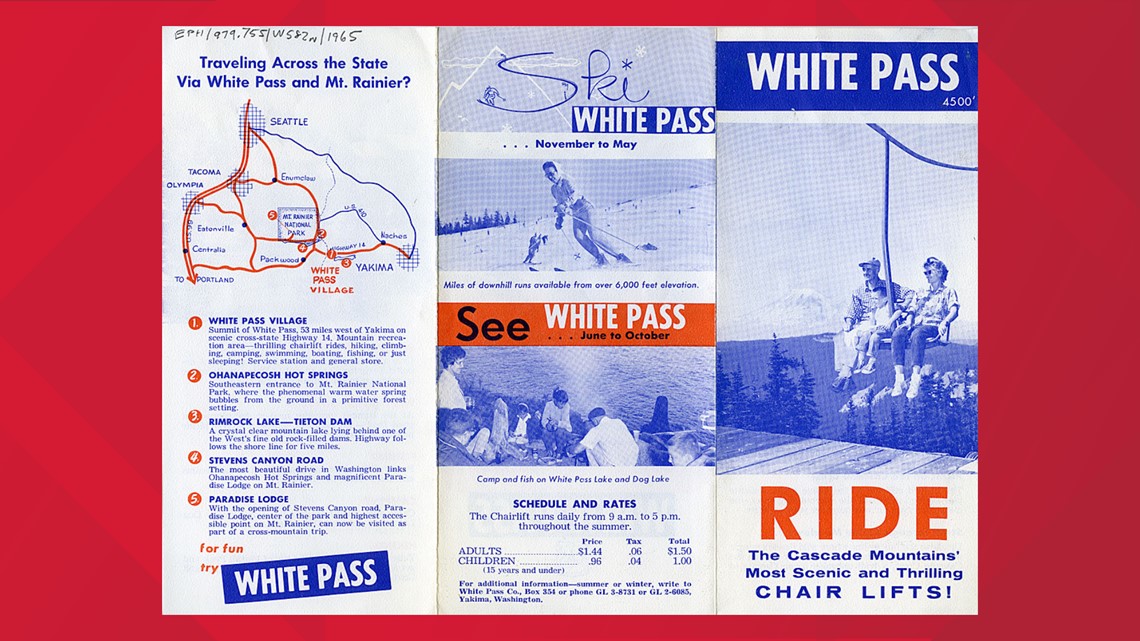 EPH/979.755/W582n/1965
Traveling Across the State
Via White Pass and Mt. Rainier?
SEATTLE
TACOMA
OLYMPIA
Enumclaw
U.S. 410
5
MT. RAINIER
NATIONAL
PARK
Eatonville
U.S. 99
2
Naches
Centralia
4
HIGHWAY 14
1
Packwood
3
YAKIMA
TO PORTLAND
WHITE
PASS
VILLAGE
1. WHITE PASS VILLAGE
Summit of White Pass, 53 miles west of Yakima on
scenic cross-state Highway 14. Mountain recrea-
tion area—thrilling chairlift rides, hiking, climb-
ing, camping, swimming, boating, fishing, or just
sleeping! Service station and general store.
2. OHANAPECOSH HOT SPRINGS
Southeastern entrance to Mt. Rainier National
Park, where the phenomenal warm water spring
bubbles from the ground in a primitive forest
setting.
3. RIMROCK LAKE—TIETON DAM
A crystal clear mountain lake lying behind one of
the West's fine old rock-filled dams. Highway fol-
lows the shore line for five miles.
4. STEVENS CANYON ROAD
The most beautiful drive in Washington links
Ohanapecosh Hot Springs and magnificent Para-
dise Lodge on Mt. Rainier.
5. PARADISE LODGE
With the opening of Stevens Canyon road, Para-
dise Lodge, center of the park and highest acces-
sible point on Mt. Rainier, can now be visited as
part of a cross-mountain trip.
for fun
try WHITE PASS
Ski
WHITE PASS
. . . November to May
Miles of downhill runs available from over 6,000 feet elevation.
See WHITE PASS
. . . June to October
Camp and fish on White Pass Lake and Dog Lake
SCHEDULE AND RATES
The Chairlift runs daily from 9 a.m. to 5 p.m.
throughout the summer.
Price Tax Total
ADULTS $1.44 .06 $1.50
CHILDREN .96 .04 1.00
(15 years and under)
For additional information—summer or winter, write to
White Pass Co., Box 354 or phone GL 3-8731 or GL 2-6085,
Yakima, Washington.
WHITE PASS
4500'
RIDE
The Cascade Mountains'
Most Scenic and Thrilling
CHAIR LIFTS!